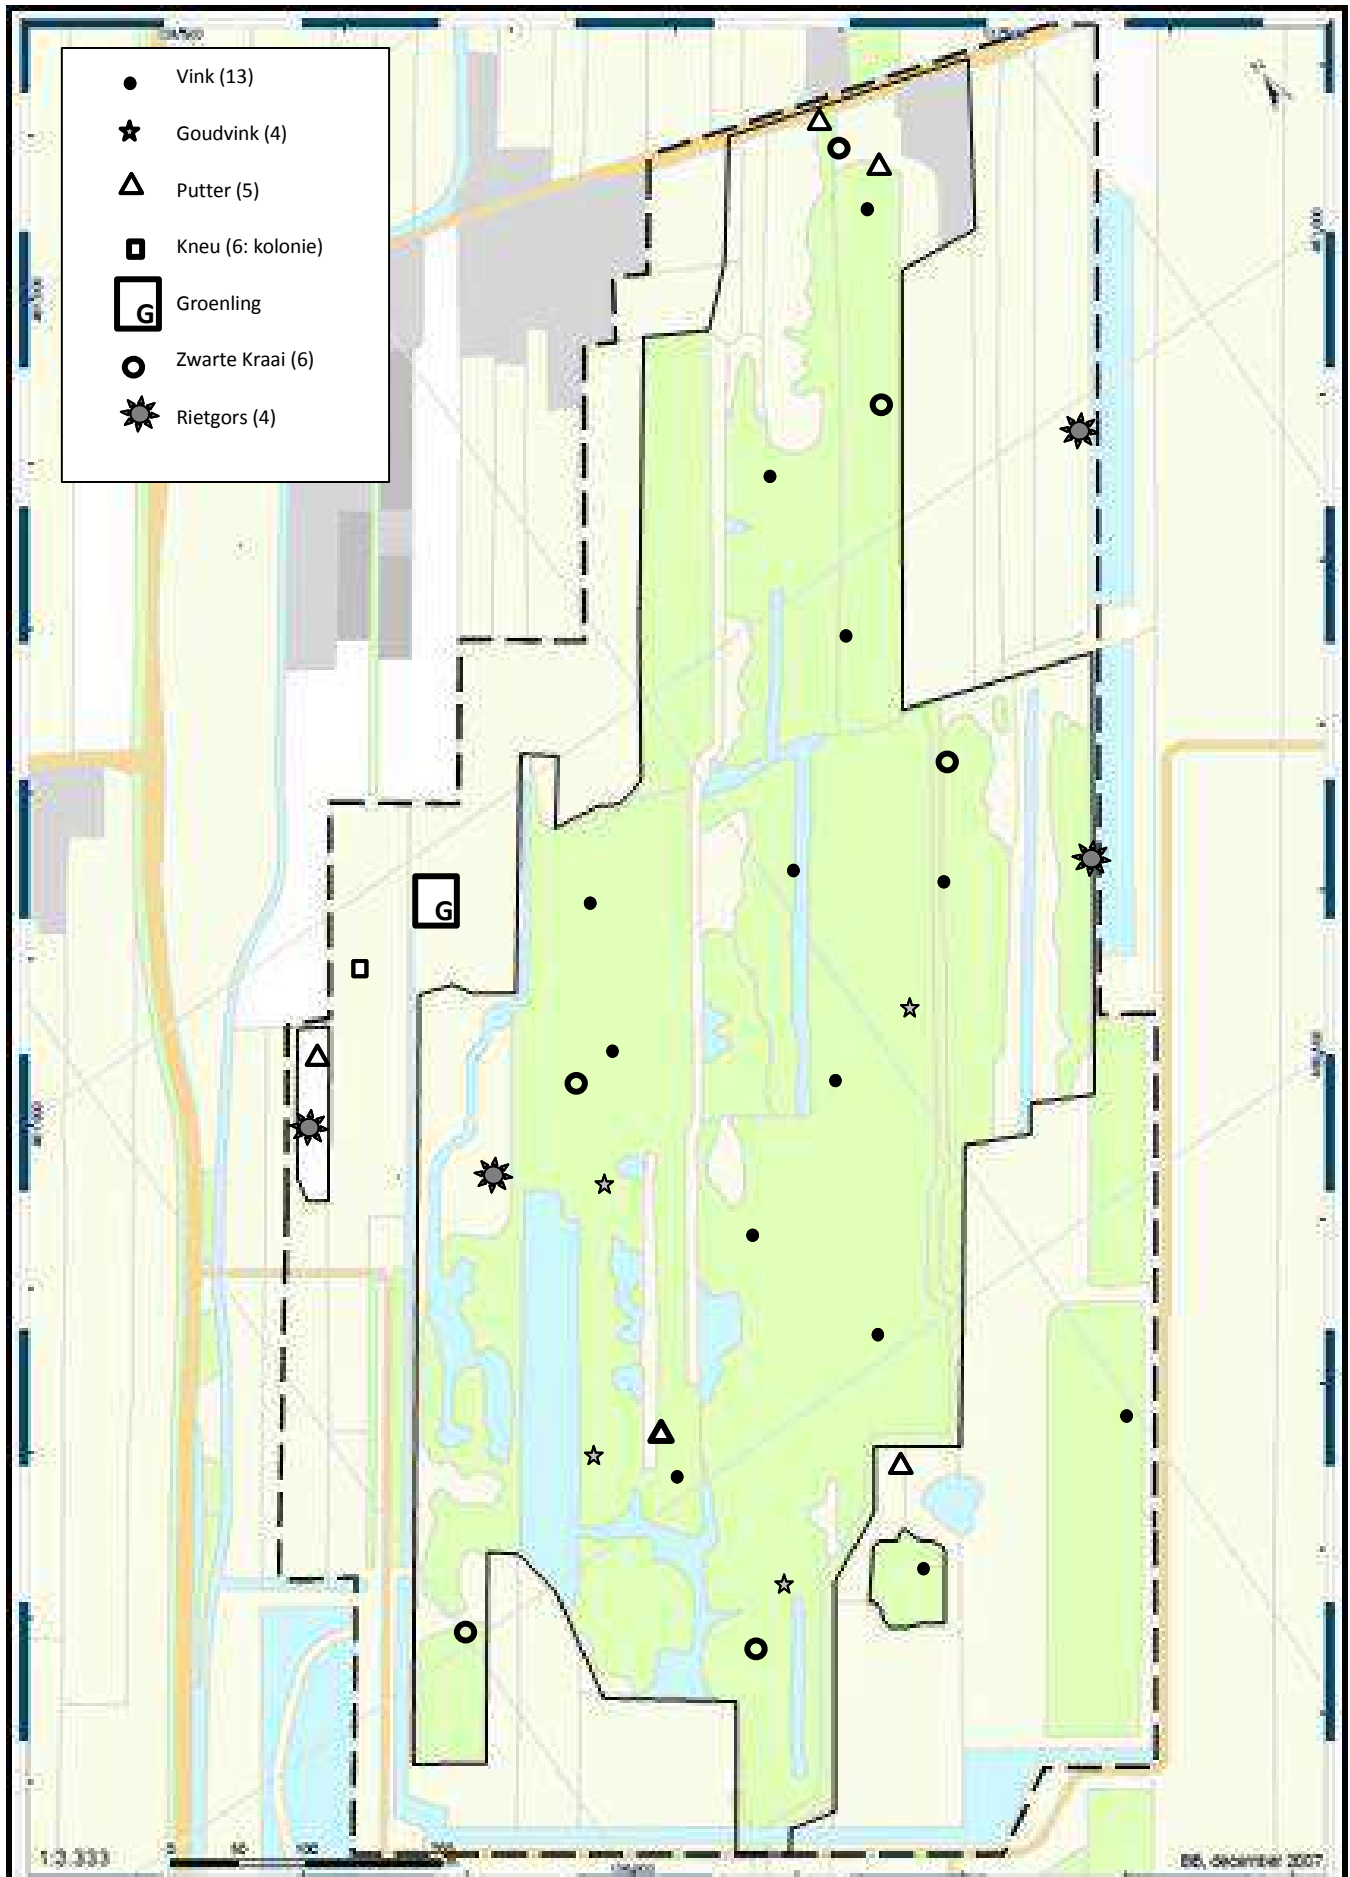 Vink (13)
Goudvink (4)
Putter (5)
Kneu (6: kolonie)
G Groenling
Zwarte Kraai (6)
Rietgors (4)
G
1:3.333
BB, december 2007